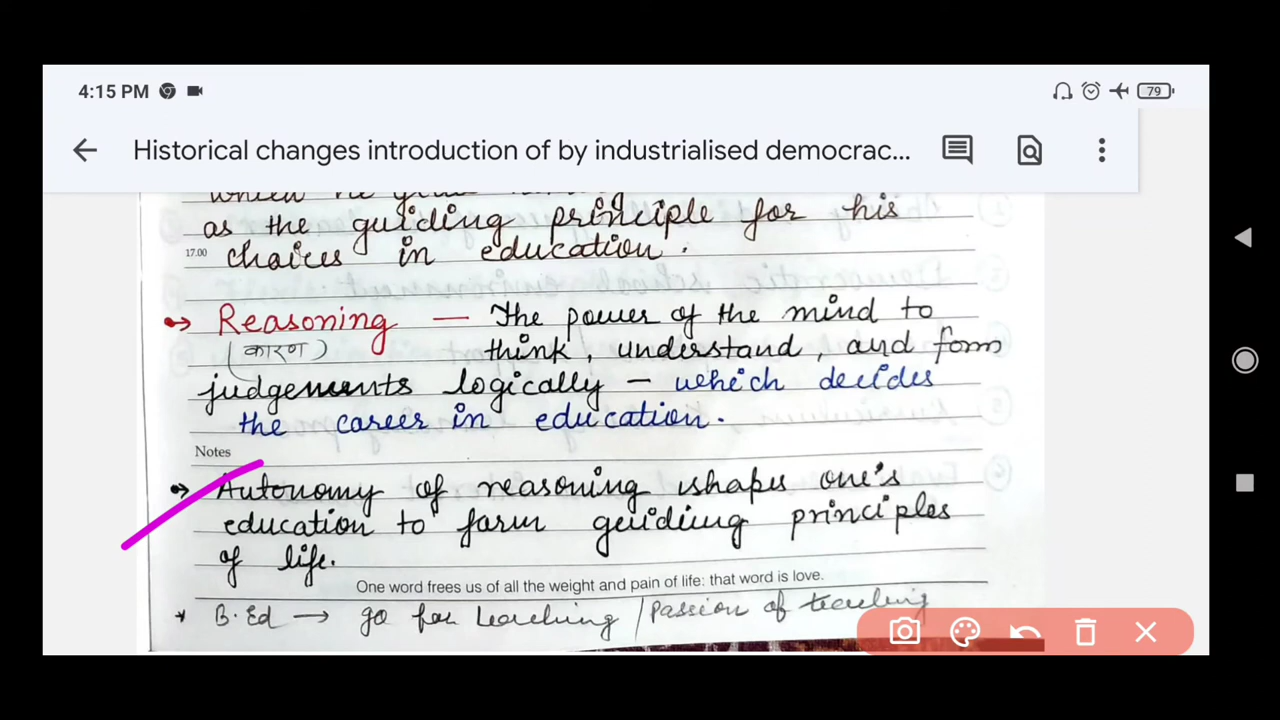 4:15 PM 79
Historical changes introduction of by industrialised democrac...
which he
as the guiding principle for his
17.00 choices in education.
Reasoning — The power of the mind to
(कारण) think, understand, and form
judgements logically — which decides
the career in education.
Notes
Autonomy of reasoning shapes one's
education to form guiding principles
of life.
One word frees us of all the weight and pain of life: that word is love.
* B.Ed → go for teaching / Passion of teaching